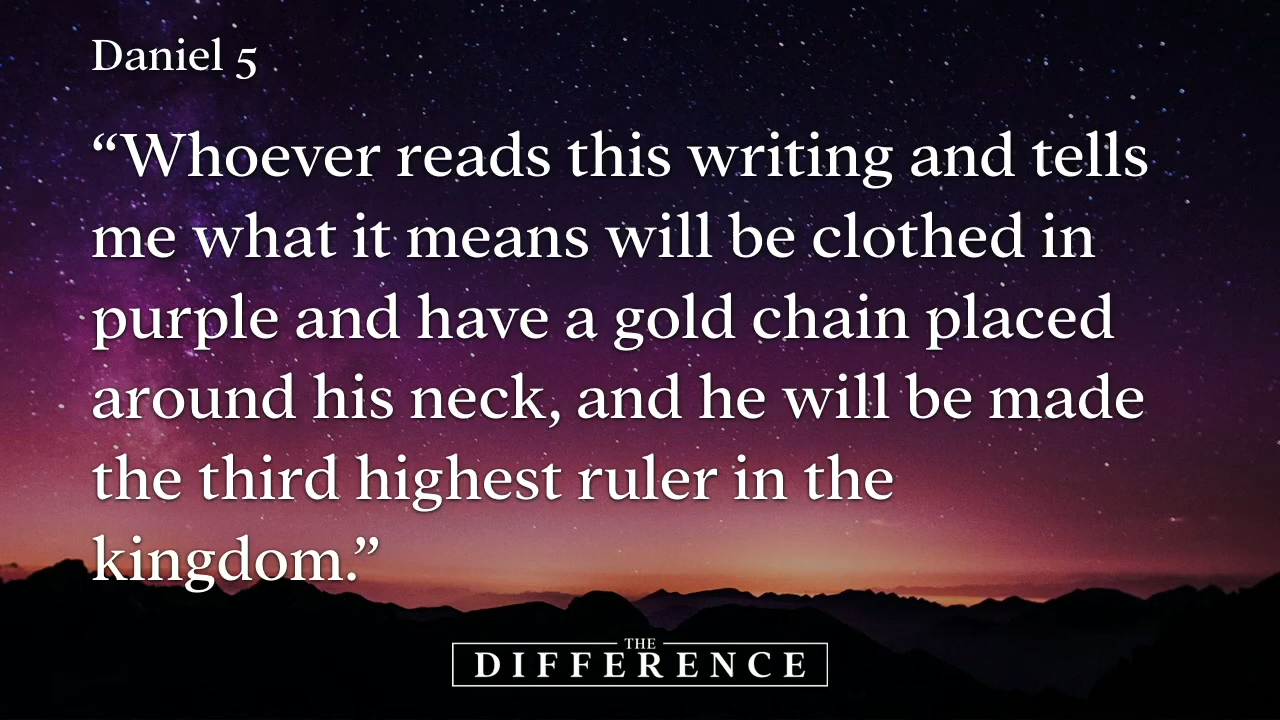 Daniel 5
“Whoever reads this writing and tells
me what it means will be clothed in
purple and have a gold chain placed
around his neck, and he will be made
the third highest ruler in the
kingdom.”
THE
DIFFERENCE